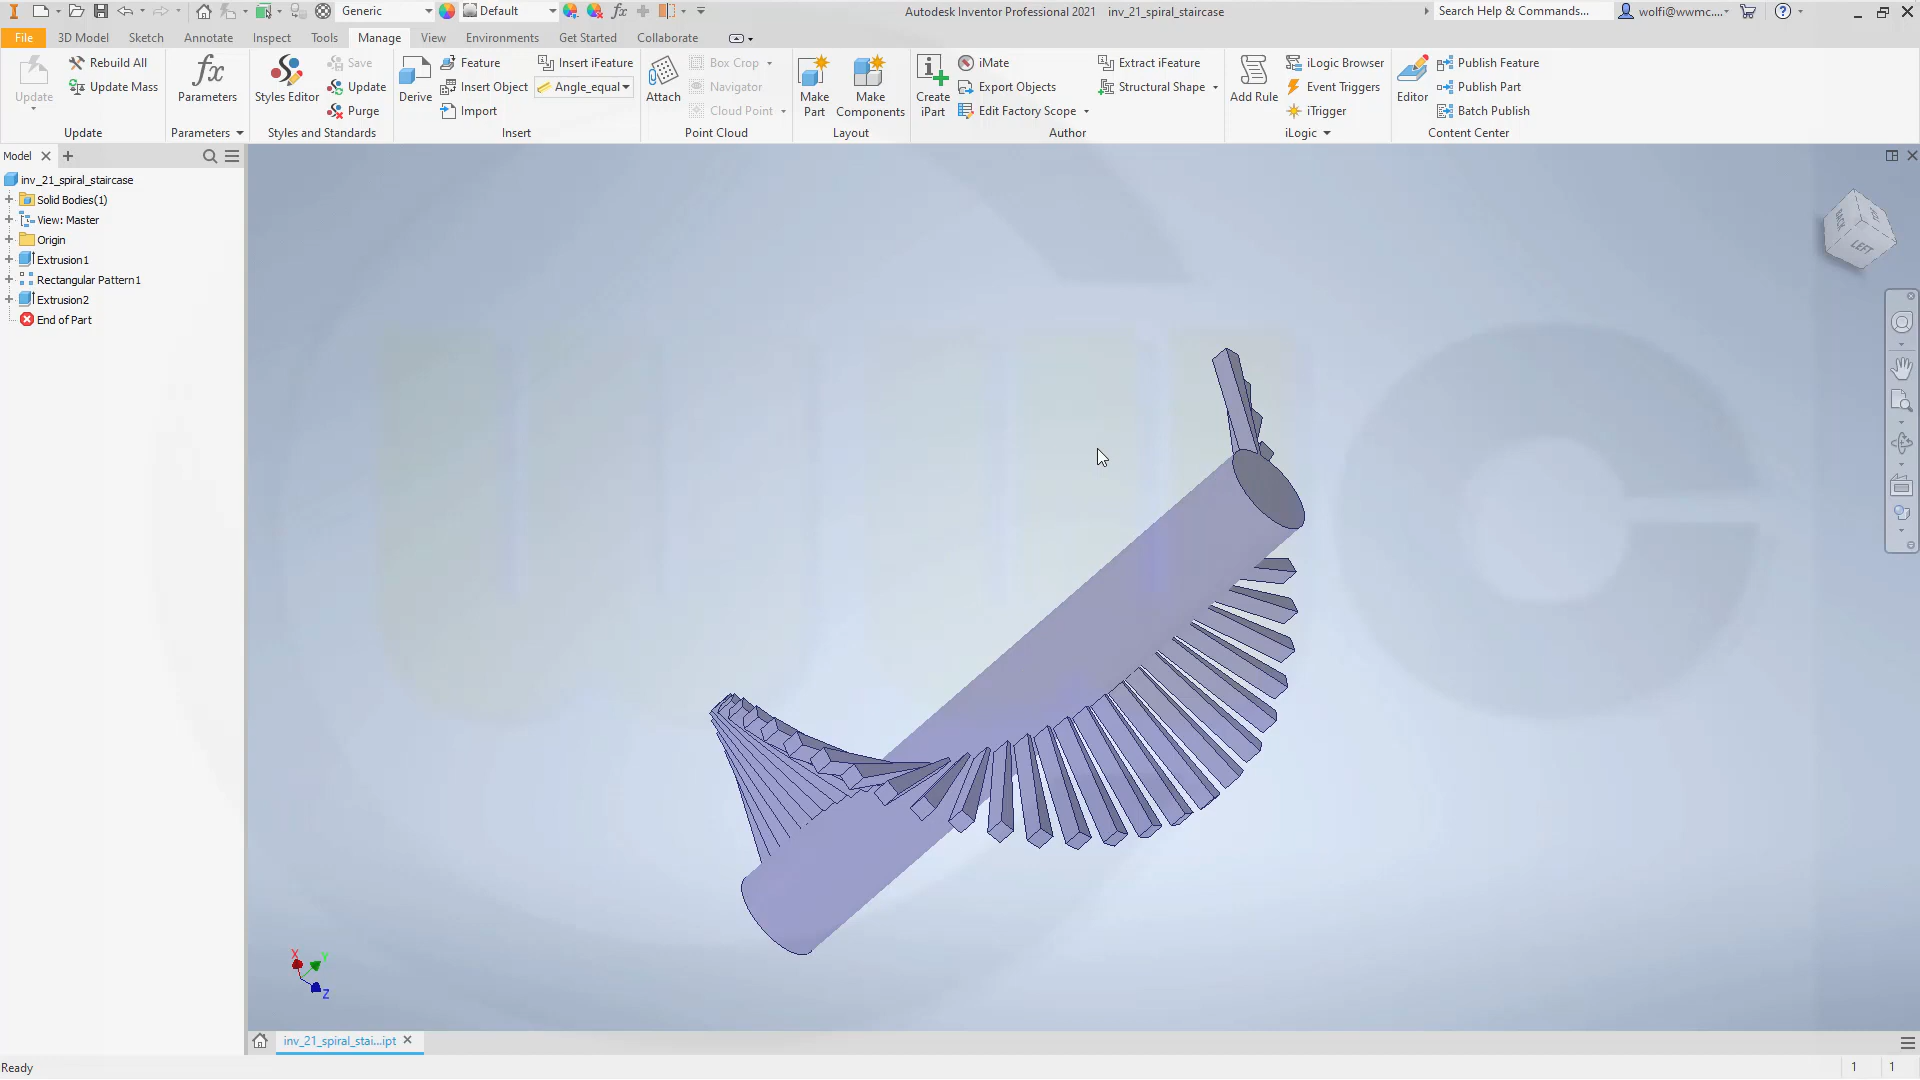 Generic
Default
Autodesk Inventor Professional 2021 inv_21_spiral_staircase
Search Help & Commands...
wolfi@wwmc....
File 3D Model Sketch Annotate Inspect Tools Manage View Environments Get Started Collaborate
Update
Rebuild All
Update Mass
Update
Parameters
Parameters
Styles Editor
Save
Update
Purge
Styles and Standards
Derive
Feature
Insert Object
Import
Insert iFeature
Angle_equal
Insert
Attach
Box Crop
Navigator
Cloud Point
Point Cloud
Make
Part
Make
Components
Layout
Create
iPart
iMate
Export Objects
Edit Factory Scope
Extract iFeature
Structural Shape
Author
Add Rule
iLogic Browser
Event Triggers
iTrigger
iLogic
Editor
Publish Feature
Publish Part
Batch Publish
Content Center
Model
inv_21_spiral_staircase
Solid Bodies(1)
View: Master
Origin
Extrusion1
Rectangular Pattern1
Extrusion2
End of Part
BACK
LEFT
X
Y
Z
inv_21_spiral_stai...ipt
Ready
1 1